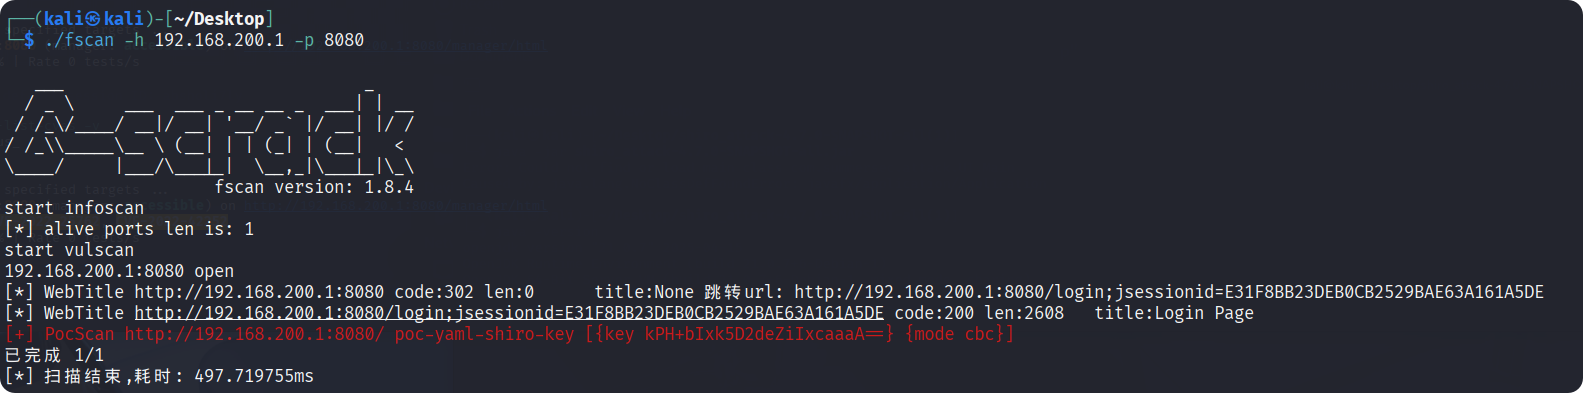 ┌──(kali㉿kali)-[~/Desktop]
└─$ ./fscan -h 192.168.200.1 -p 8080
fscan version: 1.8.4
start infoscan
[*] alive ports len is: 1
start vulscan
192.168.200.1:8080 open
[*] WebTitle http://192.168.200.1:8080 code:302 len:0      title:None 跳转url: http://192.168.200.1:8080/login;jsessionid=E31F8BB23DEB0CB2529BAE63A161A5DE
[*] WebTitle http://192.168.200.1:8080/login;jsessionid=E31F8BB23DEB0CB2529BAE63A161A5DE code:200 len:2608   title:Login Page
[+] PocScan http://192.168.200.1:8080/ poc-yaml-shiro-key [{key kPH+bIxk5D2deZiIxcaaaA==} {mode cbc}]
已完成 1/1
[*] 扫描结束,耗时: 497.719755ms